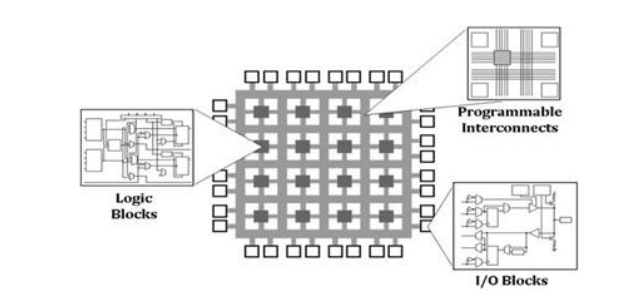 Programmable
Interconnects
Logic
Blocks
I/O Blocks